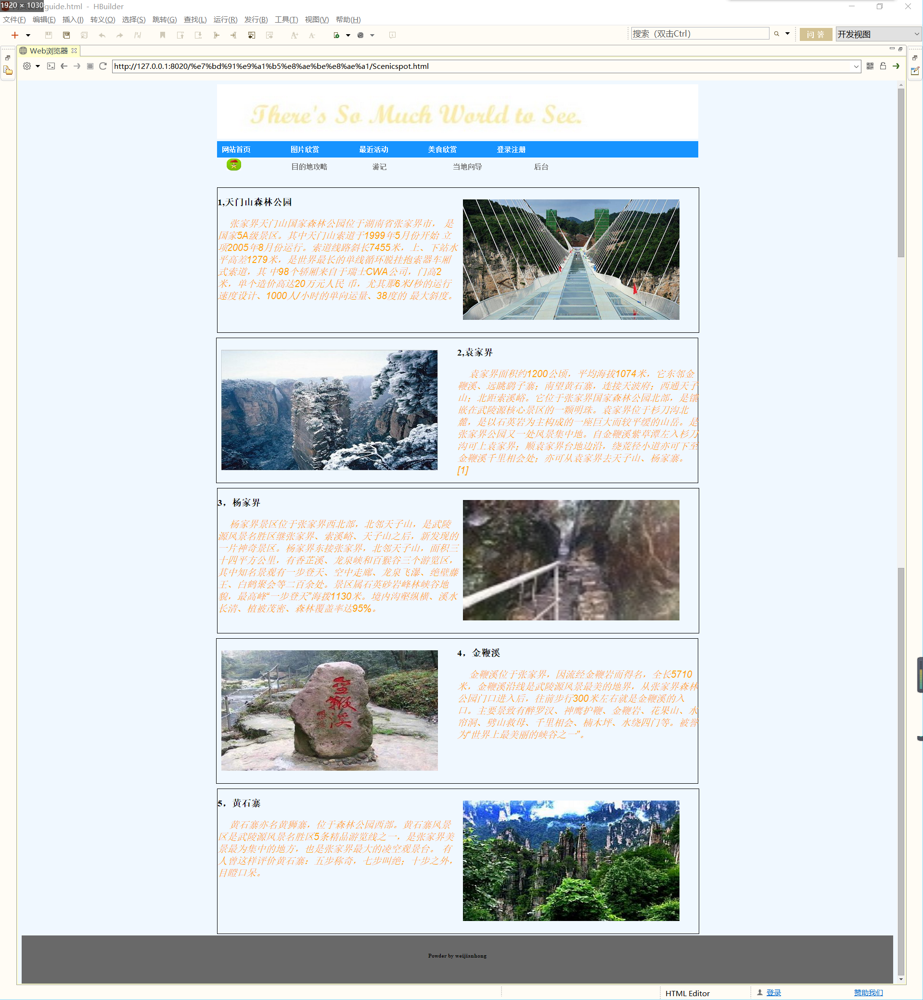 1920 × 1030
guide.html - HBuilder
文件(F) 编辑(E) 插入(I) 转义(O) 选择(S) 跳转(G) 查找(L) 运行(R) 发行(B) 工具(T) 视图(V) 帮助(H)
搜索（双击Ctrl） 问 答 开发视图
Web浏览器
http://127.0.0.1:8020/%e7%bd%91%e9%a1%b5%e8%ae%be%e8%ae%a1/Scenicspot.html
There's So Much World to See.
网站首页 图片欣赏 最近活动 美食欣赏 登录注册
目的地攻略 游记 当地向导 后台
1,天门山森林公园
张家界天门山国家森林公园位于湖南省张家界市， 是
国家5A级景区。其中天门山索道于1999年5月份开始 立
项2005年8月份运行。索道线路斜长7455米，上、下站水
平高差1279米，是世界最长的单线循环脱挂抱索器车厢
式索道，其 中98个轿厢来自于瑞士CWA公司，门高2
米，单个造价高达20万元人民 币，尤其那6米/秒的运行
速度设计、1000人/小时的单向运量、38度的 最大斜度。
2,袁家界
袁家界面积约1200公顷，平均海拔1074米，它东邻金
鞭溪、远眺鹞子寨；南望黄石寨，连接天波府；西通天子
山；北距索溪峪。它位于张家界国家森林公园北部，是镶
嵌在武陵源核心景区的一颗明珠。袁家界位于杉刀沟北
麓，是以石英岩为主构成的一座巨大而较平缓的山岳。是
张家界公园又一处风景集中地。自金鞭溪紫草潭左入杉刀
沟可上袁家界；顺袁家界台地边沿，绕荒径小道亦可下至
金鞭溪千里相会处；亦可从袁家界去天子山、杨家寨。
[1]
3，杨家界
杨家界景区位于张家界西北部，北邻天子山，是武陵
源风景名胜区继张家界、索溪峪、天子山之后，新发现的
一片神奇景区。杨家界东接张家界，北邻天子山，面积三
十四平方公里，有香芷溪、龙泉峡和百猴谷三个游览区，
其中知名景观有一步登天、空中走廊、龙泉飞瀑、绝壁藤
王、白鹤聚会等二百余处。景区属石英砂岩峰林峡谷地
貌，最高峰“一步登天”海拔1130米。境内沟壑纵横、溪水
长清、植被茂密、森林覆盖率达95%。
4，金鞭溪
金鞭溪位于张家界，因流经金鞭岩而得名，全长5710
米，金鞭溪沿线是武陵源风景最美的地界，从张家界森林
公园门口进入后，往前步行300米左右就是金鞭溪的入
口。主要景致有醉罗汉、神鹰护鞭、金鞭岩、花果山、水
帘洞、劈山救母、千里相会、楠木坪、水绕四门等。被誉
为“世界上最美丽的峡谷之一”。
金鞭溪
5，黄石寨
黄石寨亦名黄狮寨，位于森林公园西部。黄石寨风景
区是武陵源风景名胜区5条精品游览线之一，是张家界美
景最为集中的地方，也是张家界最大的凌空观景台。 有
人曾这样评价黄石寨：五步称奇，七步叫绝；十步之外，
目瞪口呆。
Powder by weijianhong
HTML Editor 登录 赞助我们